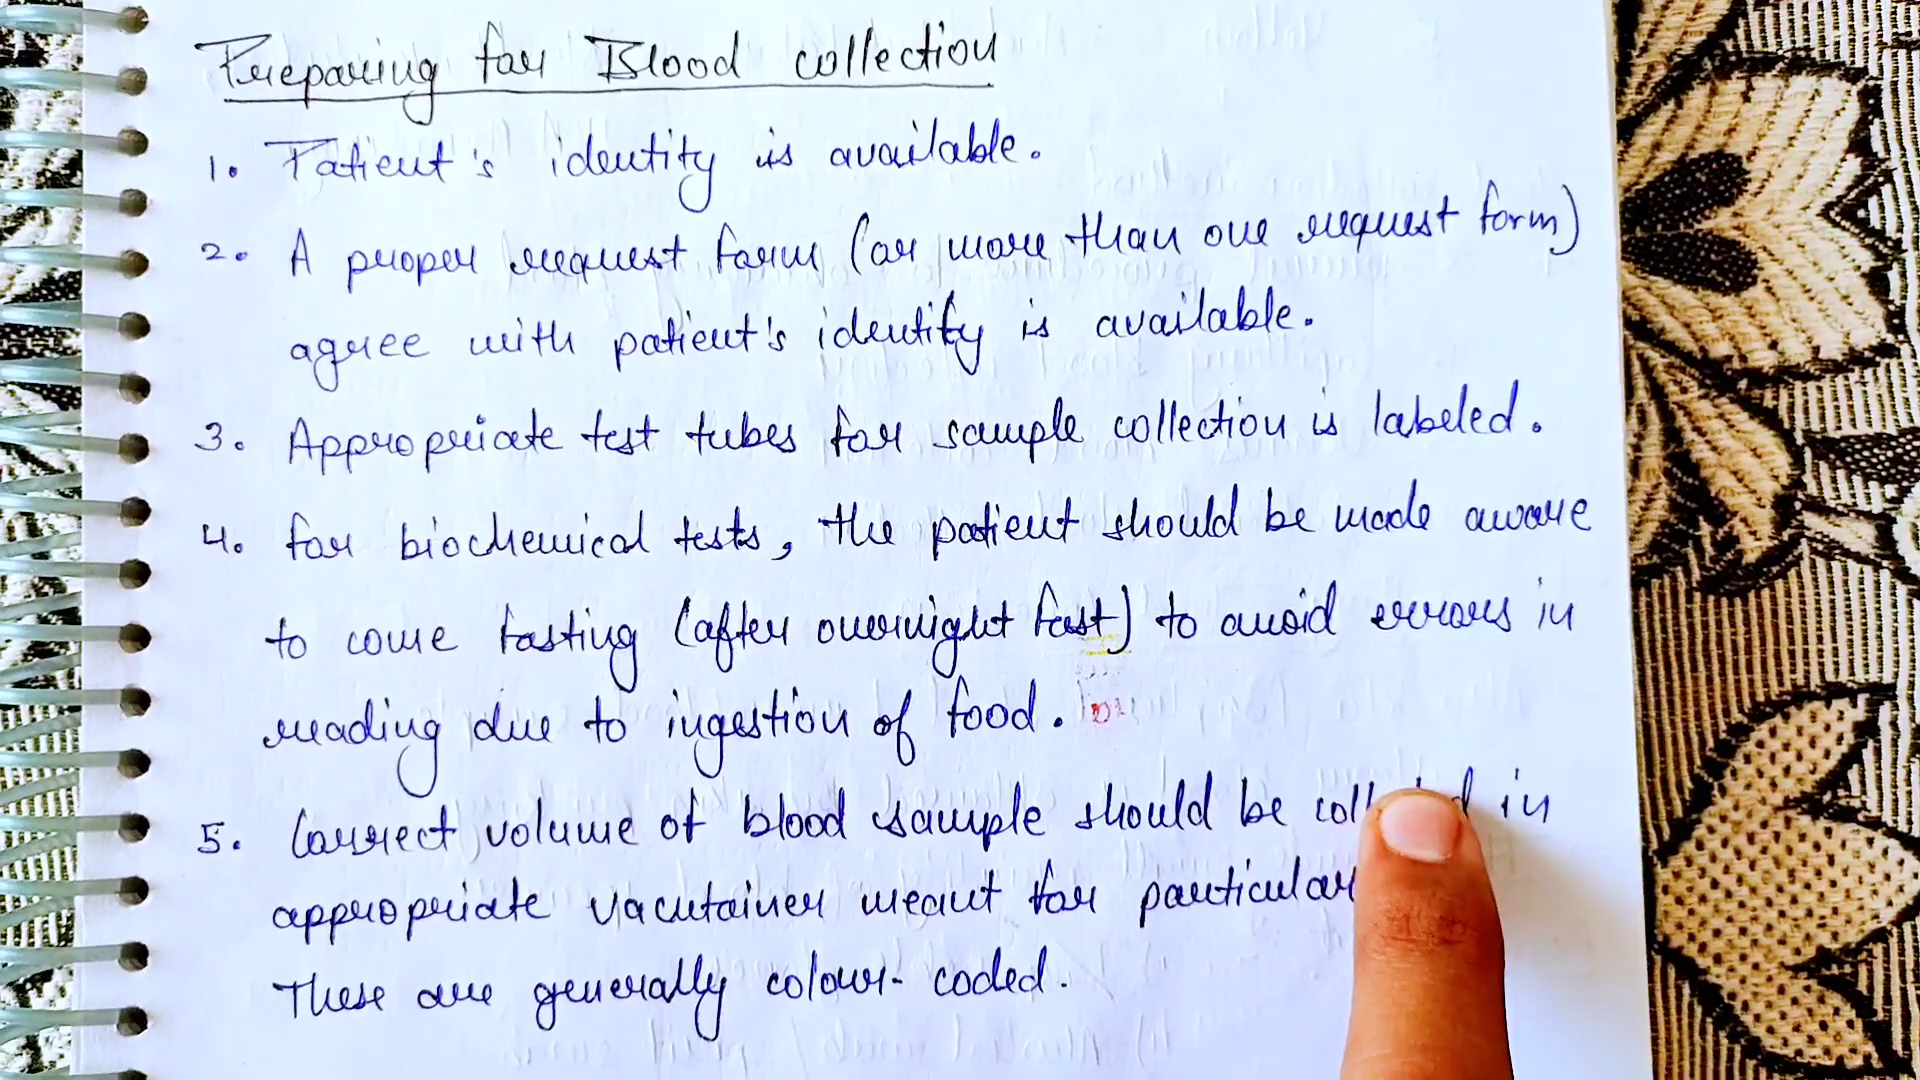 Preparing for Blood collection
1. Patient's identity is available.
2. A proper request form (or more than one request form)
agree with patient's identity is available.
3. Appropriate test tubes for sample collection is labeled.
4. for biochemical tests, the patient should be made aware
to come fasting (after overnight fast) to avoid errors in
reading due to ingestion of food.
5. Correct volume of blood sample should be in
appropriate vacutainer meant for particular
These are generally colour-coded.